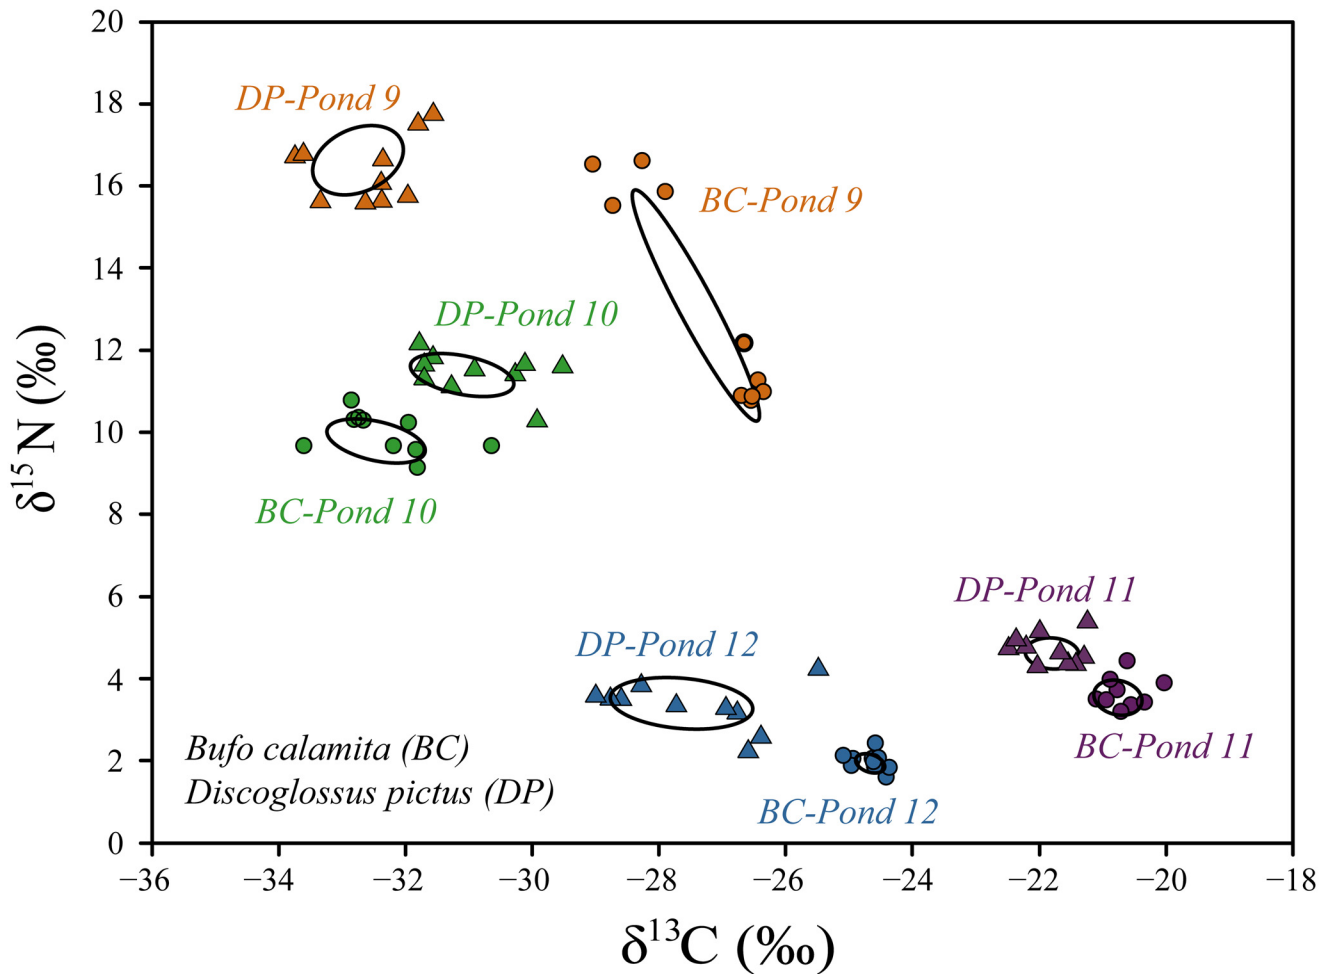 20
18
16
14
12
10
8
6
4
2
0
δ15 N (‰)
DP-Pond 9
BC-Pond 9
DP-Pond 10
BC-Pond 10
DP-Pond 11
DP-Pond 12
BC-Pond 11
BC-Pond 12
Bufo calamita (BC)
Discoglossus pictus (DP)
−36 −34 −32 −30 −28 −26 −24 −22 −20 −18
δ13C (‰)